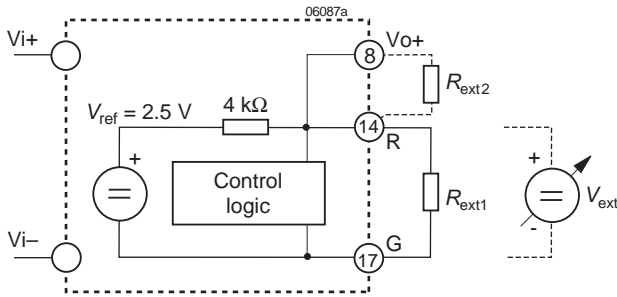 06087a
Vi+
8
Vo+
Rext2
Vref = 2.5 V
4 kΩ
14
R
+
Control
logic
Rext1
+
Vext
-
Vi–
17
G